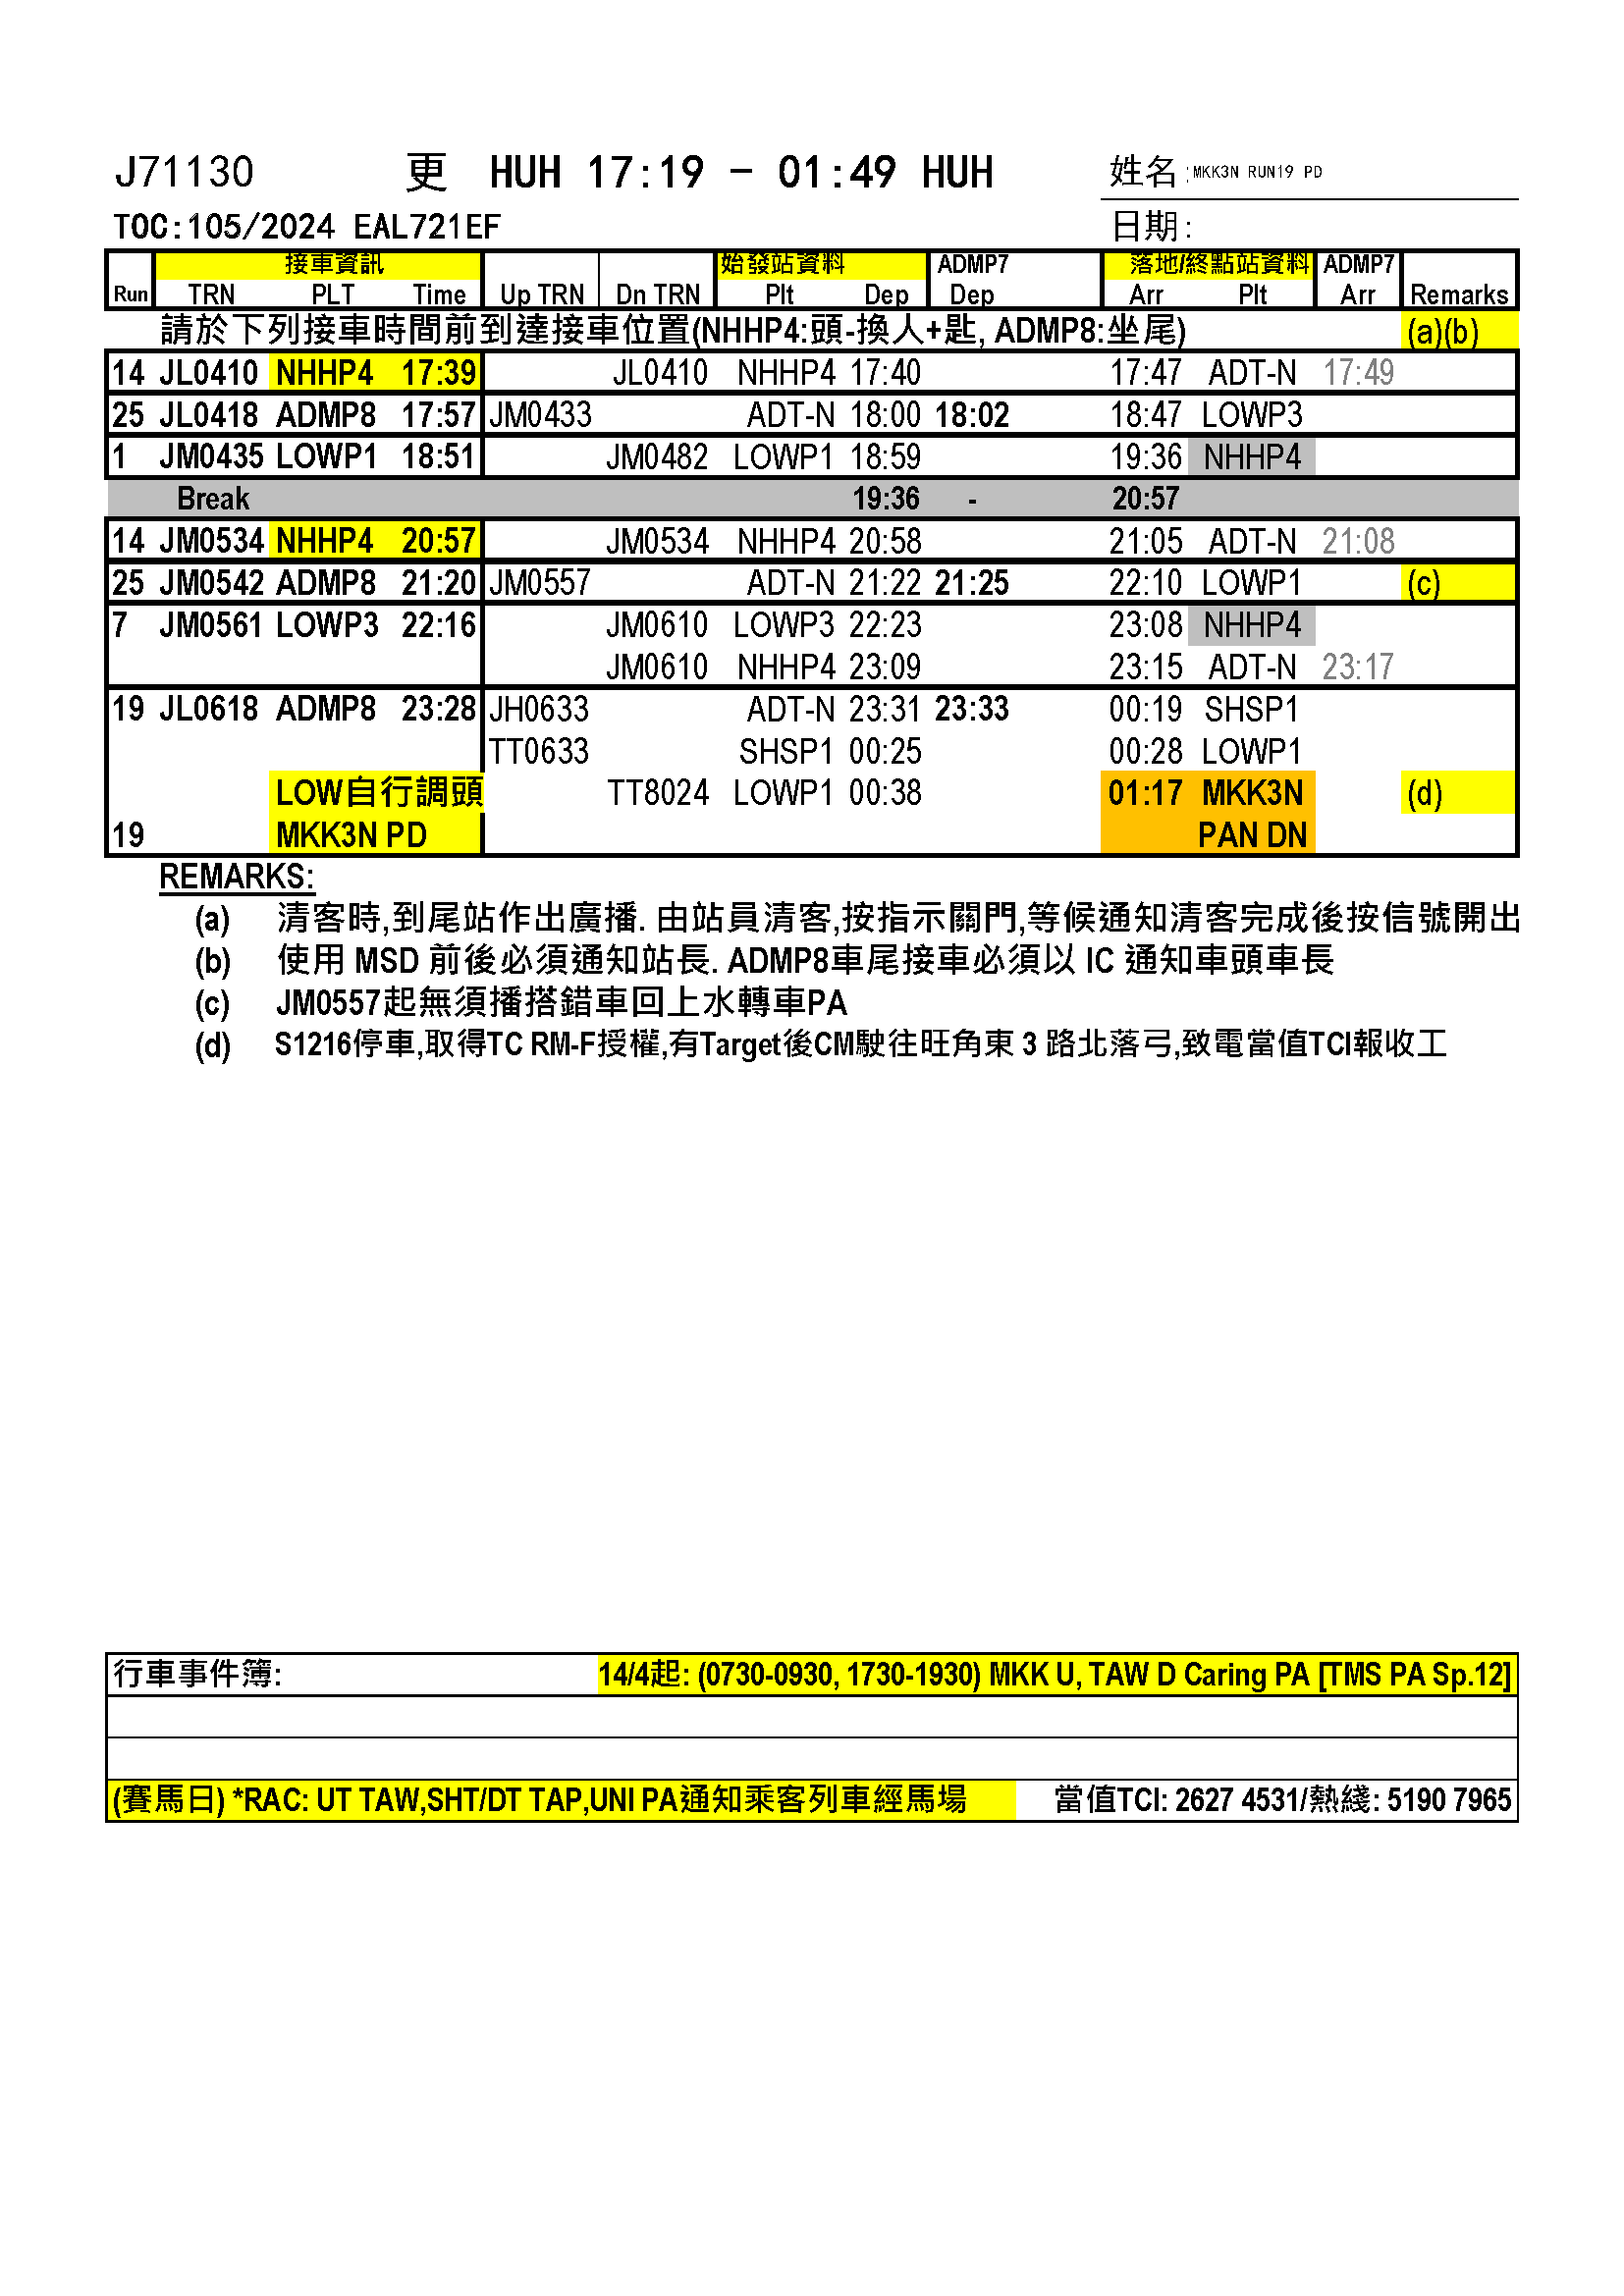 J71130 更 HUH 17:19 - 01:49 HUH 姓名:MKK3N RUN19 PD
TOC:105/2024 EAL721EF 日期:
接車資訊 始發站資料 ADMP7 落地/終點站資料 ADMP7
Run TRN PLT Time Up TRN Dn TRN Plt Dep Dep Arr Plt Arr Remarks
請於下列接車時間前到達接車位置(NHHP4:頭-換人+匙, ADMP8:坐尾) (a)(b)
14 JL0410 NHHP4 17:39 JL0410 NHHP4 17:40 17:47 ADT-N 17:49
25 JL0418 ADMP8 17:57 JM0433 ADT-N 18:00 18:02 18:47 LOWP3
1 JM0435 LOWP1 18:51 JM0482 LOWP1 18:59 19:36 NHHP4
Break 19:36 - 20:57
14 JM0534 NHHP4 20:57 JM0534 NHHP4 20:58 21:05 ADT-N 21:08
25 JM0542 ADMP8 21:20 JM0557 ADT-N 21:22 21:25 22:10 LOWP1 (c)
7 JM0561 LOWP3 22:16 JM0610 LOWP3 22:23 23:08 NHHP4
JM0610 NHHP4 23:09 23:15 ADT-N 23:17
19 JL0618 ADMP8 23:28 JH0633 ADT-N 23:31 23:33 00:19 SHSP1
TT0633 SHSP1 00:25 00:28 LOWP1
LOW自行調頭 TT8024 LOWP1 00:38 01:17 MKK3N (d)
19 MKK3N PD PAN DN
REMARKS:
(a) 清客時,到尾站作出廣播. 由站員清客,按指示關門,等候通知清客完成後按信號開出
(b) 使用 MSD 前後必須通知站長. ADMP8車尾接車必須以 IC 通知車頭車長
(c) JM0557起無須播搭錯車回上水轉車PA
(d) S1216停車,取得TC RM-F授權,有Target後CM駛往旺角東 3 路北落弓,致電當值TCI報收工
行車事件簿: 14/4起: (0730-0930, 1730-1930) MKK U, TAW D Caring PA [TMS PA Sp.12]
(賽馬日) *RAC: UT TAW,SHT/DT TAP,UNI PA通知乘客列車經馬場 當值TCI: 2627 4531/熱綫: 5190 7965